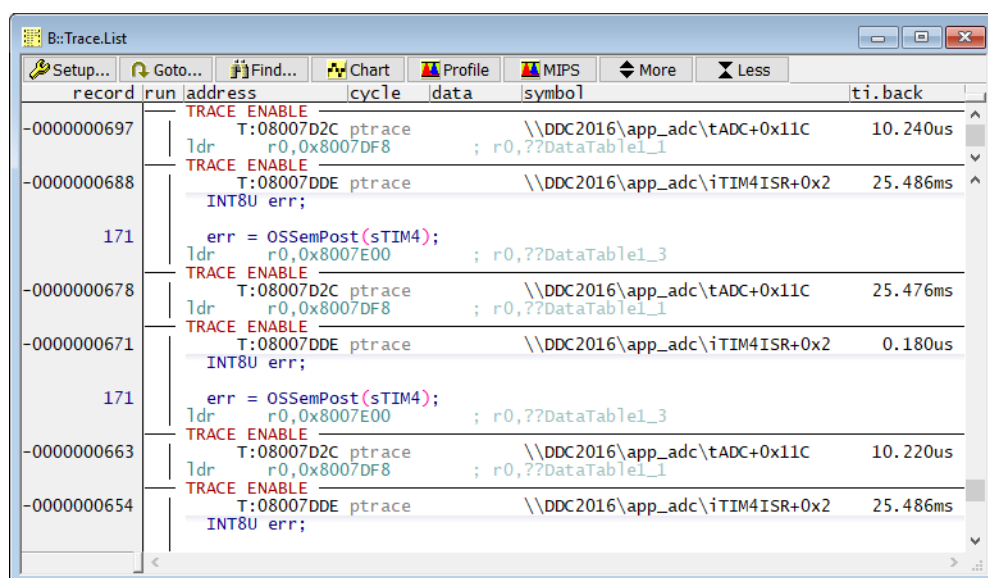 B::Trace.List
Setup... Goto... Find... Chart Profile MIPS More Less
record run address cycle data symbol ti.back
TRACE ENABLE
-0000000697 T:08007D2C ptrace \\DDC2016\app_adc\tADC+0x11C 10.240us
ldr r0,0x8007DF8 ; r0,??DataTable1_1
TRACE ENABLE
-0000000688 T:08007DDE ptrace \\DDC2016\app_adc\iTIM4ISR+0x2 25.486ms
INT8U err;
171 err = OSSemPost(sTIM4);
ldr r0,0x8007E00 ; r0,??DataTable1_3
TRACE ENABLE
-0000000678 T:08007D2C ptrace \\DDC2016\app_adc\tADC+0x11C 25.476ms
ldr r0,0x8007DF8 ; r0,??DataTable1_1
TRACE ENABLE
-0000000671 T:08007DDE ptrace \\DDC2016\app_adc\iTIM4ISR+0x2 0.180us
INT8U err;
171 err = OSSemPost(sTIM4);
ldr r0,0x8007E00 ; r0,??DataTable1_3
TRACE ENABLE
-0000000663 T:08007D2C ptrace \\DDC2016\app_adc\tADC+0x11C 10.220us
ldr r0,0x8007DF8 ; r0,??DataTable1_1
TRACE ENABLE
-0000000654 T:08007DDE ptrace \\DDC2016\app_adc\iTIM4ISR+0x2 25.486ms
INT8U err;